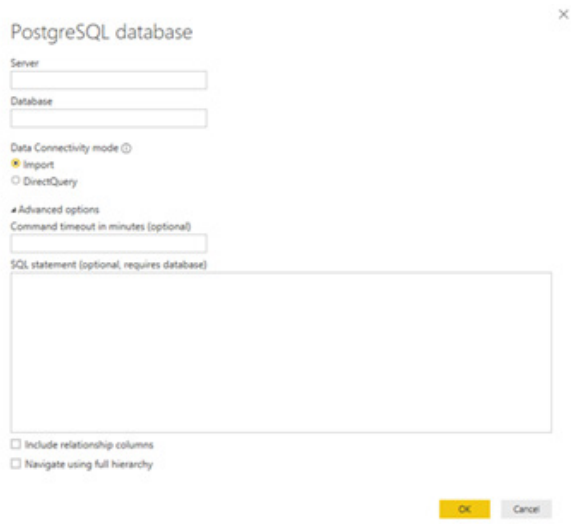 PostgreSQL database
Server
Database
Data Connectivity mode
Import
DirectQuery
Advanced options
Command timeout in minutes (optional)
SQL statement (optional, requires database)
Include relationship columns
Navigate using full hierarchy
OK Cancel